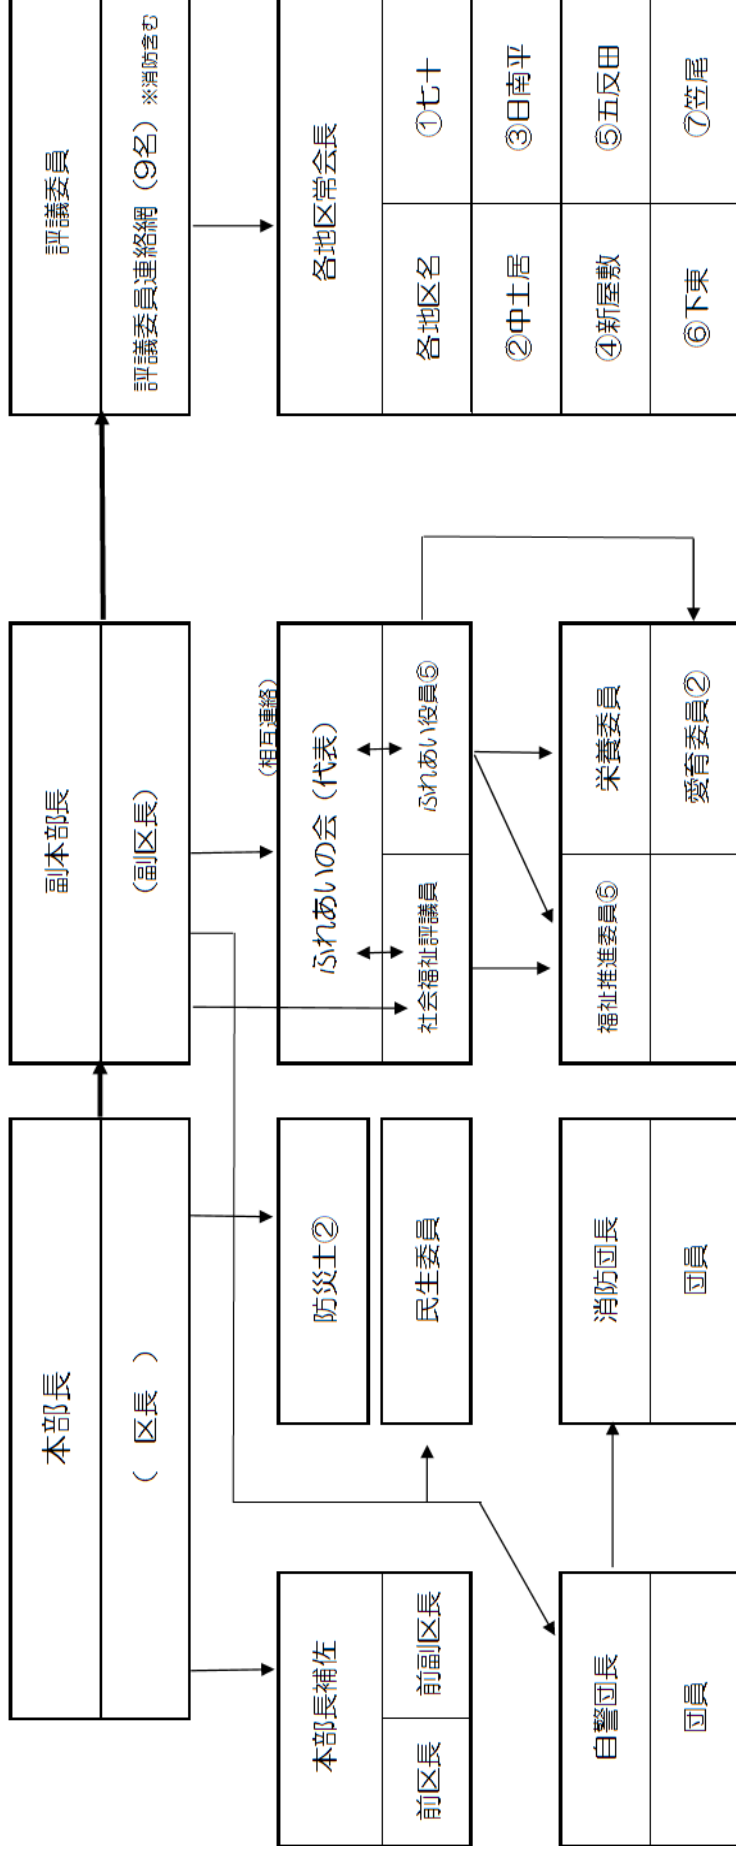 本部長
（ 区長 ）
副本部長
（副区長）
評議委員
評議委員連絡網（9名）※消防含む
本部長補佐
前区長
前副区長
防災士②
民生委員
（相互連絡）
ふれあいの会（代表）
社会福祉評議員
ふれあい役員⑤
各地区常会長
各地区名
①七十
②中土居
③日南平
④新屋敷
⑤五反田
⑥下東
⑦笠尾
自警団長
団員
消防団長
団員
福祉推進委員⑤
栄養委員
愛育委員②